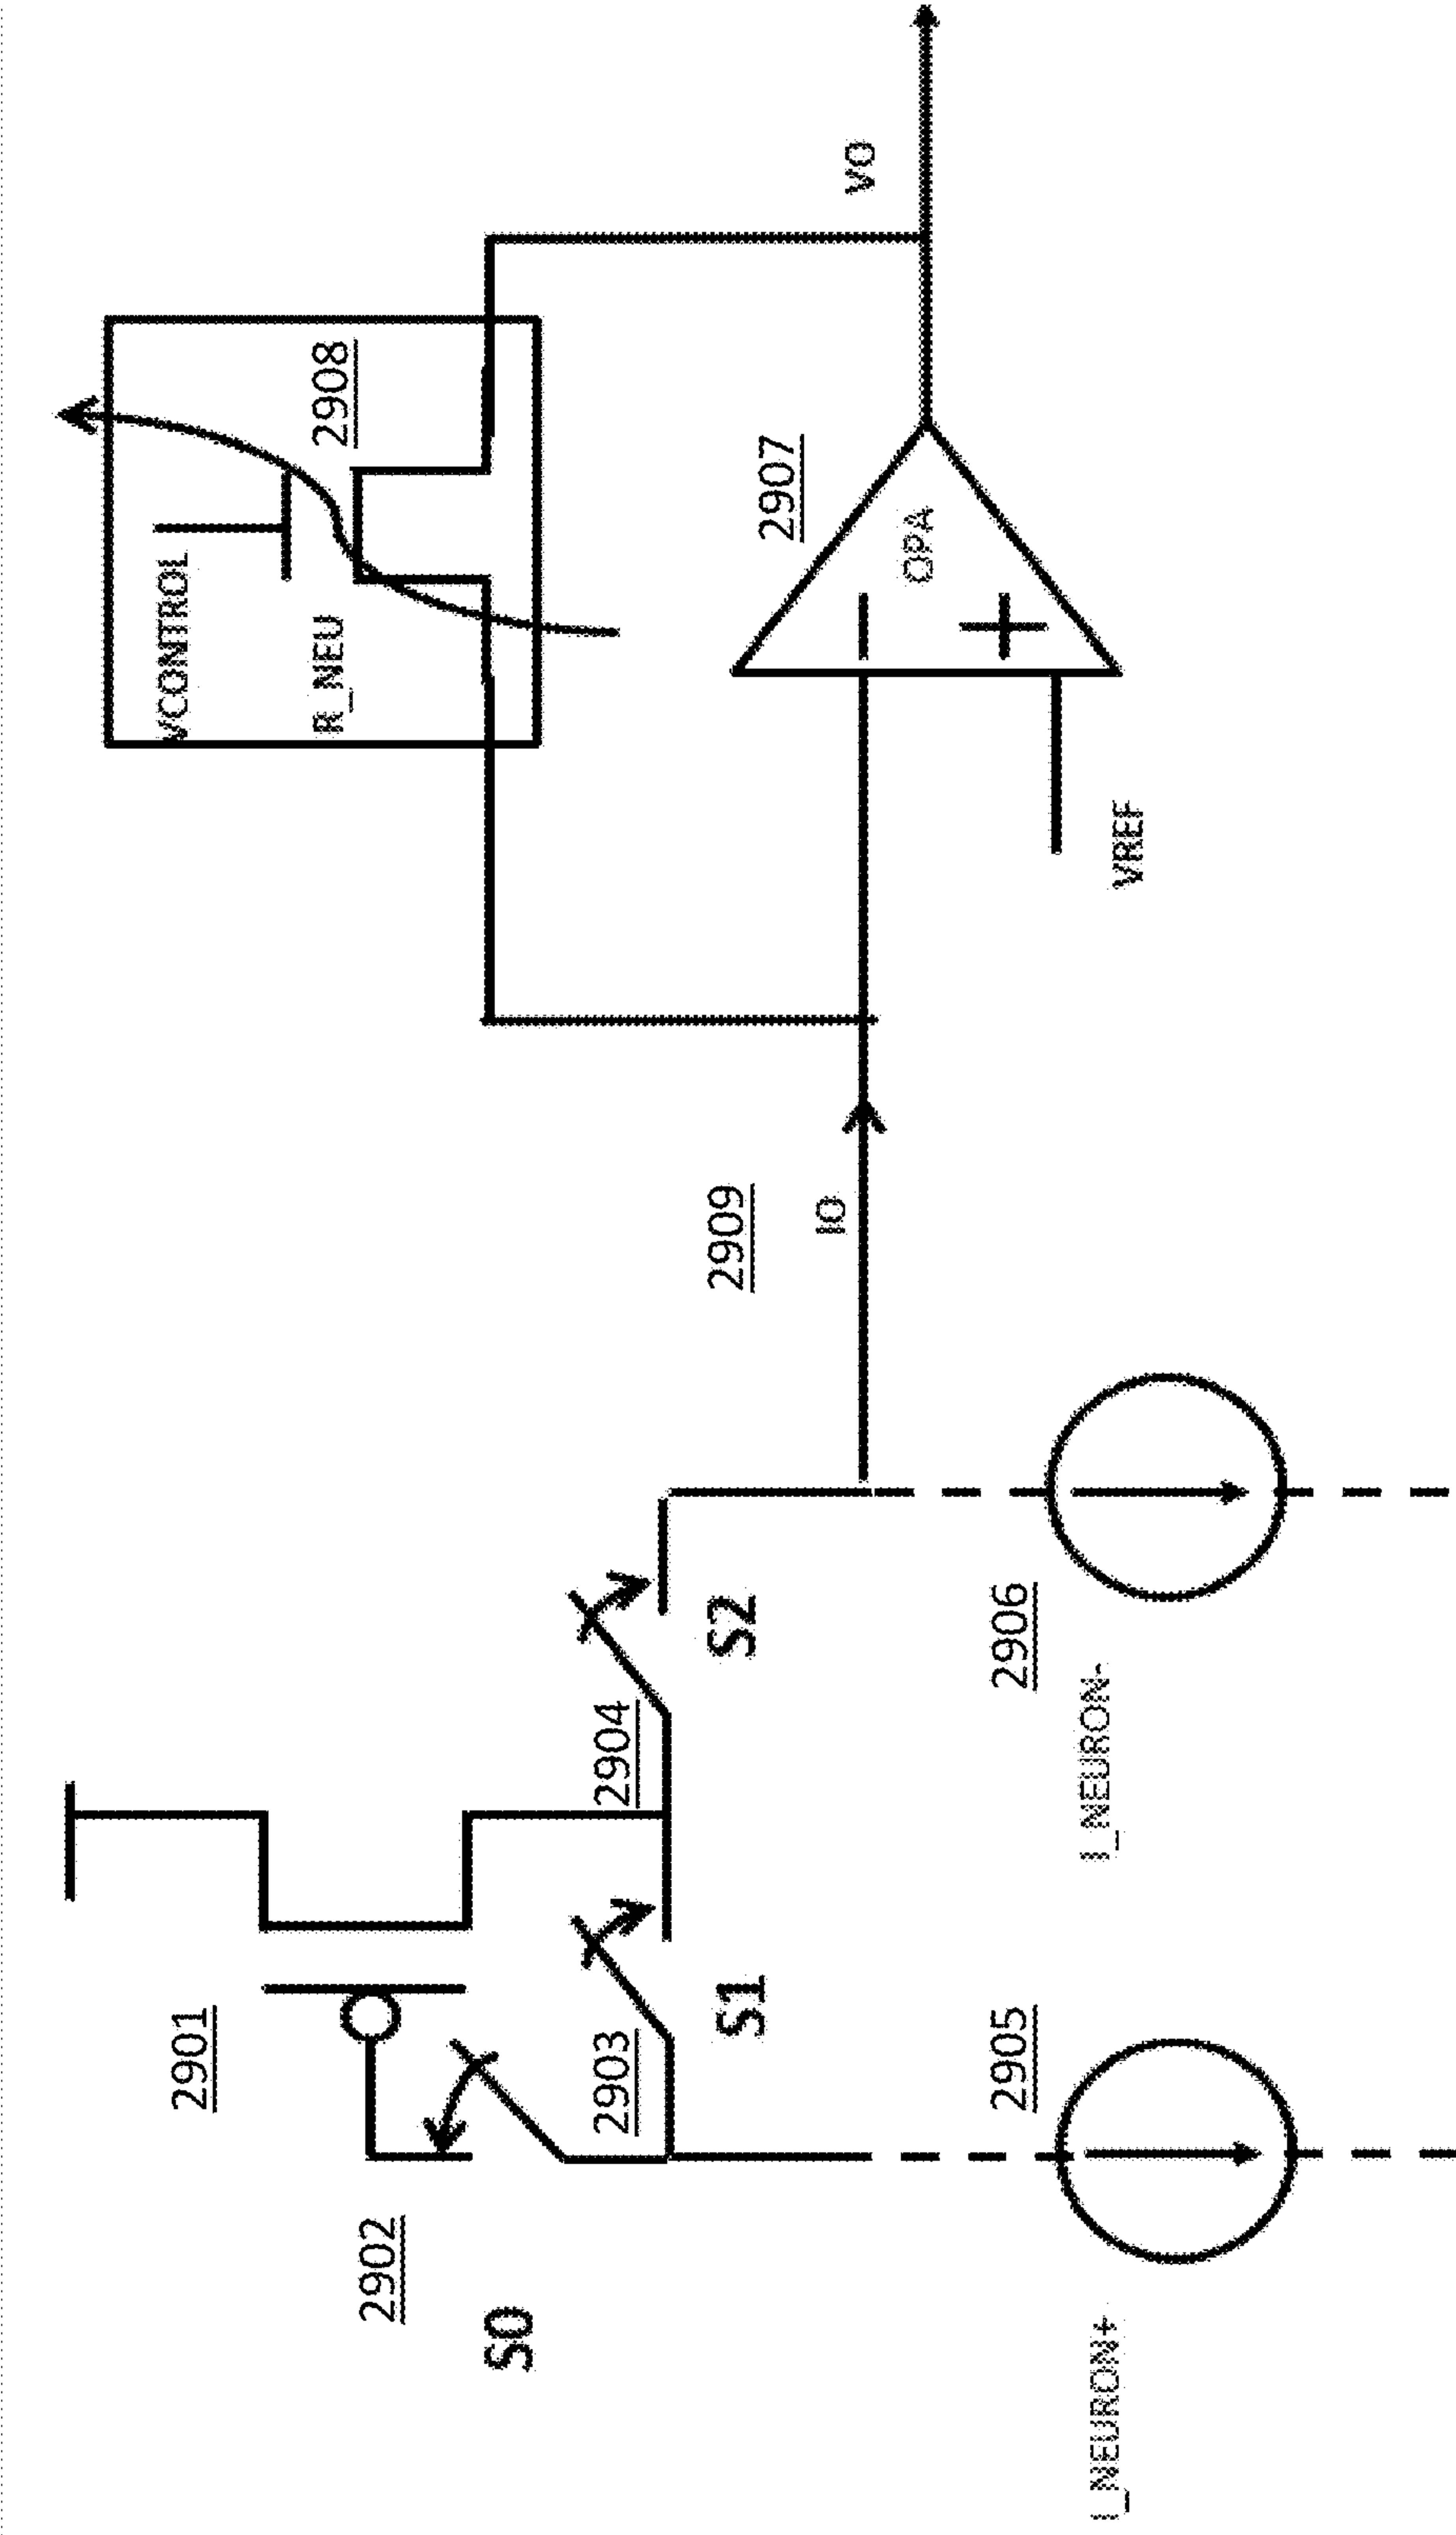 VCONTROL
R_NEU
2908
2901
2902
S0
2903
S1
2904
S2
2909
IO
2907
OPA
VO
VREF
2905
I_NEURON+
2906
I_NEURON-